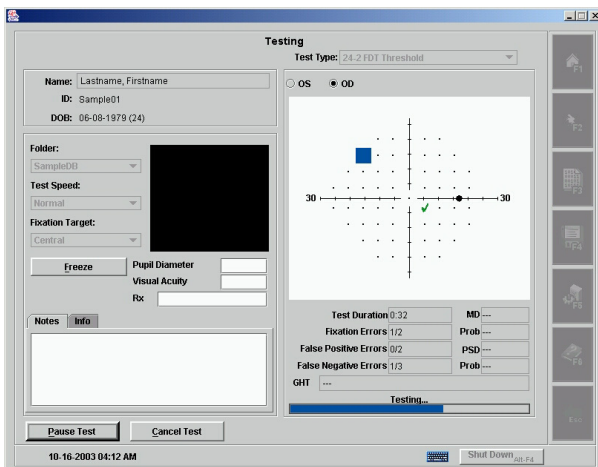 Testing
Test Type: 24-2 FDT Threshold
Name: Lastname, Firstname
ID: Sample01
DOB: 06-08-1979 (24)
OS OD
Folder:
SampleDB
Test Speed:
Normal
Fixation Target:
Central
Freeze
Pupil Diameter
Visual Acuity
Rx
Notes Info
30 30
Test Duration 0:32 MD ---
Fixation Errors 1/2 Prob ---
False Positive Errors 0/2 PSD ---
False Negative Errors 1/3 Prob ---
GHT ---
Testing...
Pause Test Cancel Test
10-16-2003 04:12 AM
Shut Down Alt-F4
F1
F2
F3
F4
F5
F6